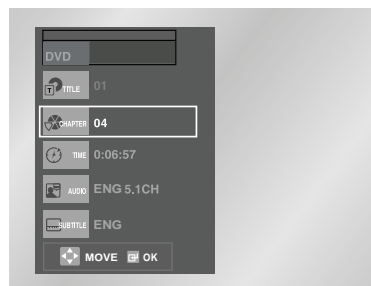 DVD
T TITLE 01
CHAPTER 04
TIME 0:06:57
AUDIO ENG 5.1CH
SUBTITLE ENG
MOVE OK